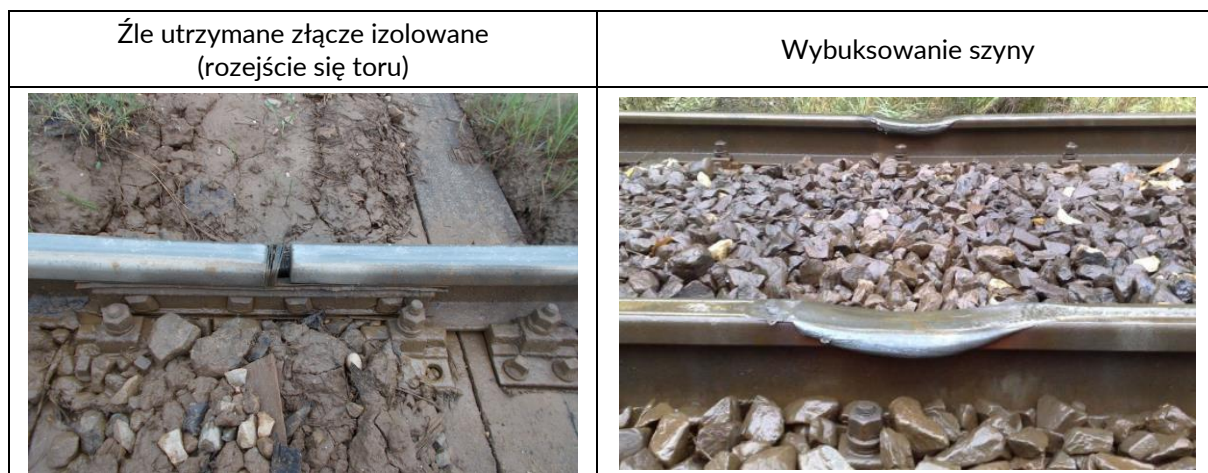 Źle utrzymane złącze izolowane
(rozejście się toru)
Wybuksowanie szyny